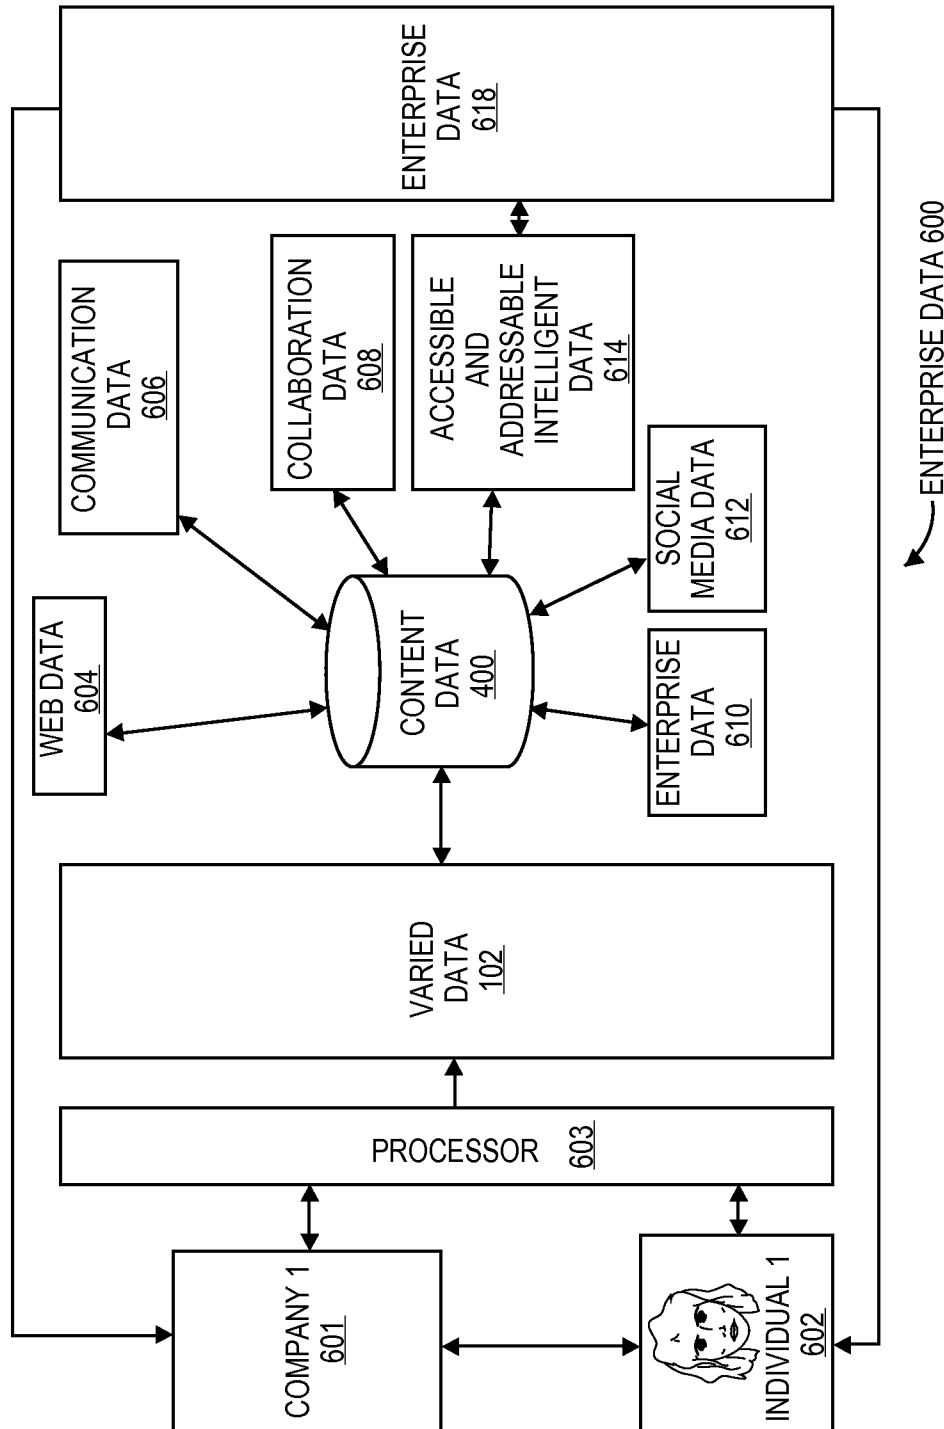 COMPANY 1
601
INDIVIDUAL 1
602
PROCESSOR 603
VARIED
DATA
102
WEB DATA
604
COMMUNICATION
DATA
606
CONTENT
DATA
400
COLLABORATION
DATA
608
ACCESSIBLE
AND
ADDRESSABLE
INTELLIGENT
DATA
614
ENTERPRISE
DATA
610
SOCIAL
MEDIA DATA
612
ENTERPRISE
DATA
618
ENTERPRISE DATA 600